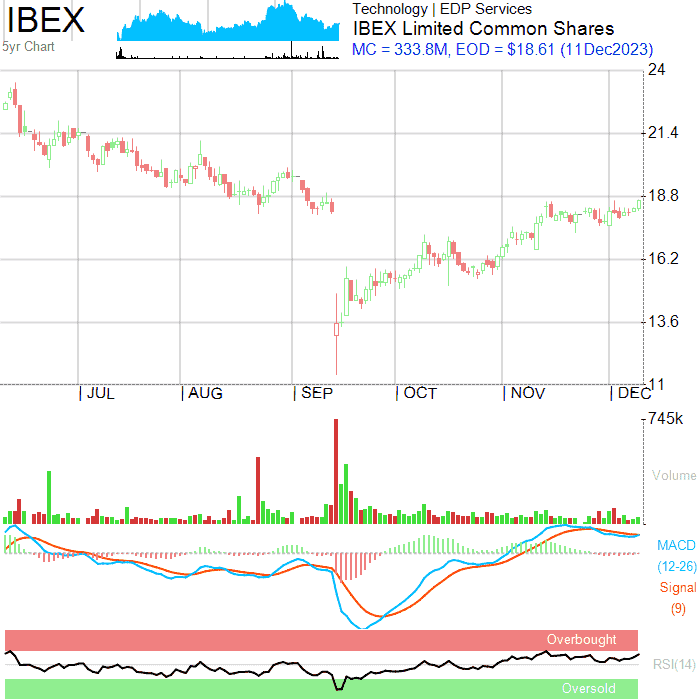 IBEX
5yr Chart
Technology | EDP Services
IBEX Limited Common Shares
MC = 333.8M, EOD = $18.61 (11Dec2023)
24
21.4
18.8
16.2
13.6
11
| JUL | AUG | SEP | OCT | NOV | DEC
745k
Volume
MACD
(12-26)
Signal
(9)
Overbought
RSI(14)
Oversold